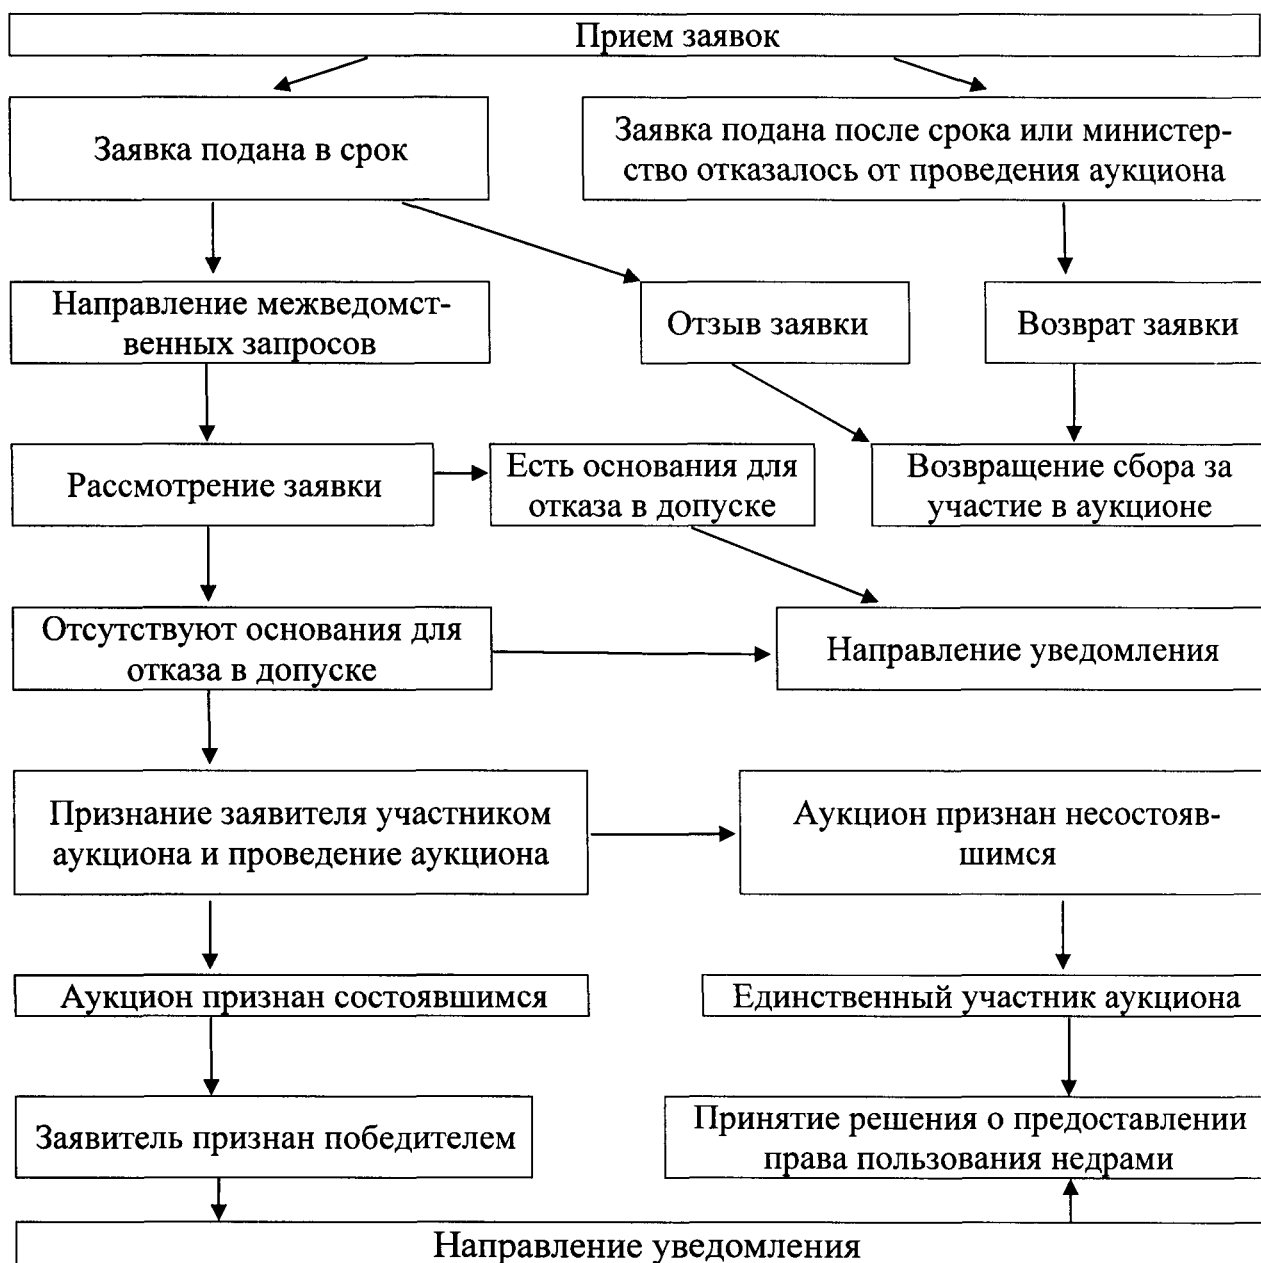 Прием заявок
Заявка подана в срок
Заявка подана после срока или министер-
ство отказалось от проведения аукциона
Направление межведомст-
венных запросов
Отзыв заявки
Возврат заявки
Рассмотрение заявки
Есть основания для
отказа в допуске
Возвращение сбора за
участие в аукционе
Отсутствуют основания для
отказа в допуске
Направление уведомления
Признание заявителя участником
аукциона и проведение аукциона
Аукцион признан несостояв-
шимся
Аукцион признан состоявшимся
Единственный участник аукциона
Заявитель признан победителем
Принятие решения о предоставлении
права пользования недрами
Направление уведомления